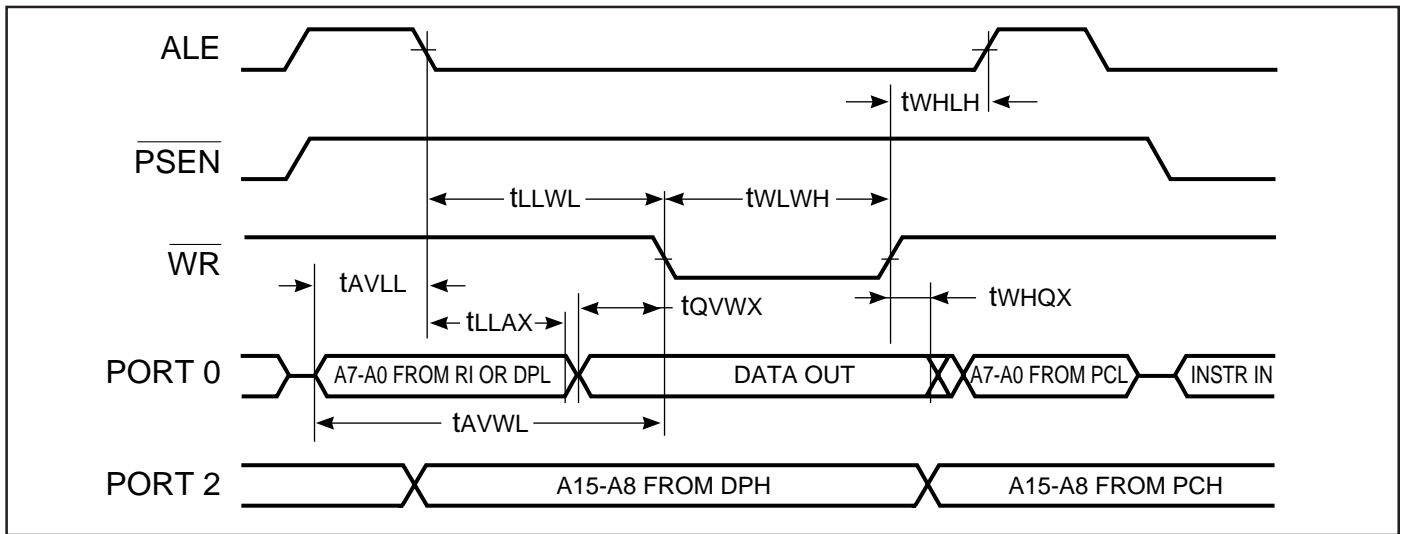 ALE
tWHLH
PSEN
tLLWL
tWLWH
WR
tAVLL
tQVWX
tWHQX
tLLAX
PORT 0
A7-A0 FROM RI OR DPL
DATA OUT
A7-A0 FROM PCL
INSTR IN
tAVWL
PORT 2
A15-A8 FROM DPH
A15-A8 FROM PCH